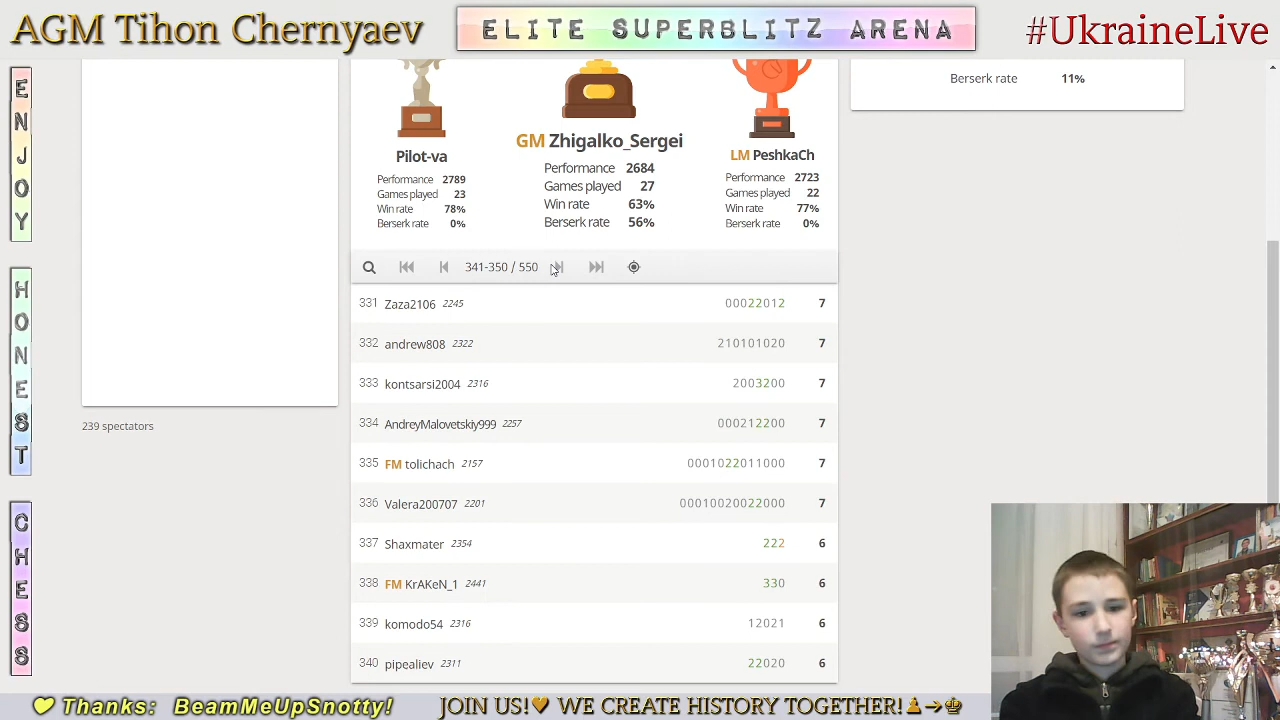 AGM Tihon Chernyaev
ELITE SUPERBLITZ ARENA
#UkraineLive
ENJOY
HONEST
CHESS
Berserk rate 11%
Pilot-va
Performance 2789
Games played 23
Win rate 78%
Berserk rate 0%
GM Zhigalko_Sergei
Performance 2684
Games played 27
Win rate 63%
Berserk rate 56%
LM PeshkaCh
Performance 2723
Games played 22
Win rate 77%
Berserk rate 0%
341-350 / 550
331 Zaza2106 2245 00022012 7
332 andrew808 2322 210101020 7
333 kontsarsi2004 2316 2003200 7
334 AndreyMalovetskiy999 2257 000212200 7
335 FM tolichach 2157 0001022011000 7
336 Valera200707 2201 00010020022000 7
337 Shaxmater 2354 222 6
338 FM KrAKeN_1 2441 330 6
339 komodo54 2316 12021 6
340 pipealiev 2311 22020 6
239 spectators
Thanks: BeamMeUpSnotty!
JOIN US! WE CREATE HISTORY TOGETHER!